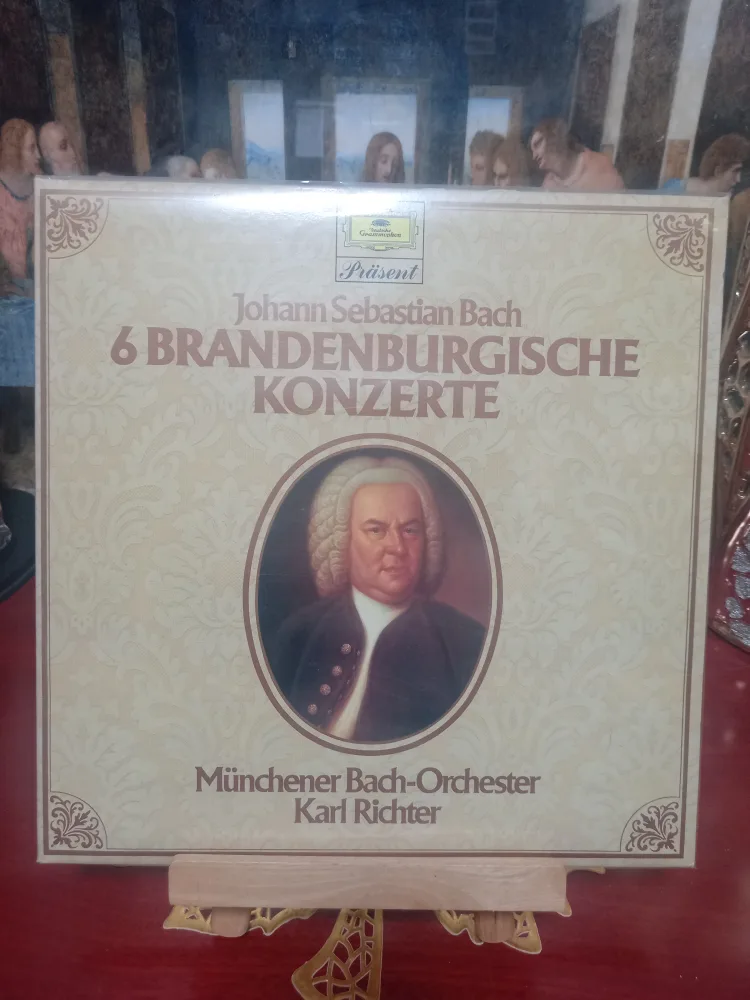 Deutsche
Grammophon
Präsent
Johann Sebastian Bach
6 BRANDENBURGISCHE
KONZERTE
Münchener Bach-Orchester
Karl Richter